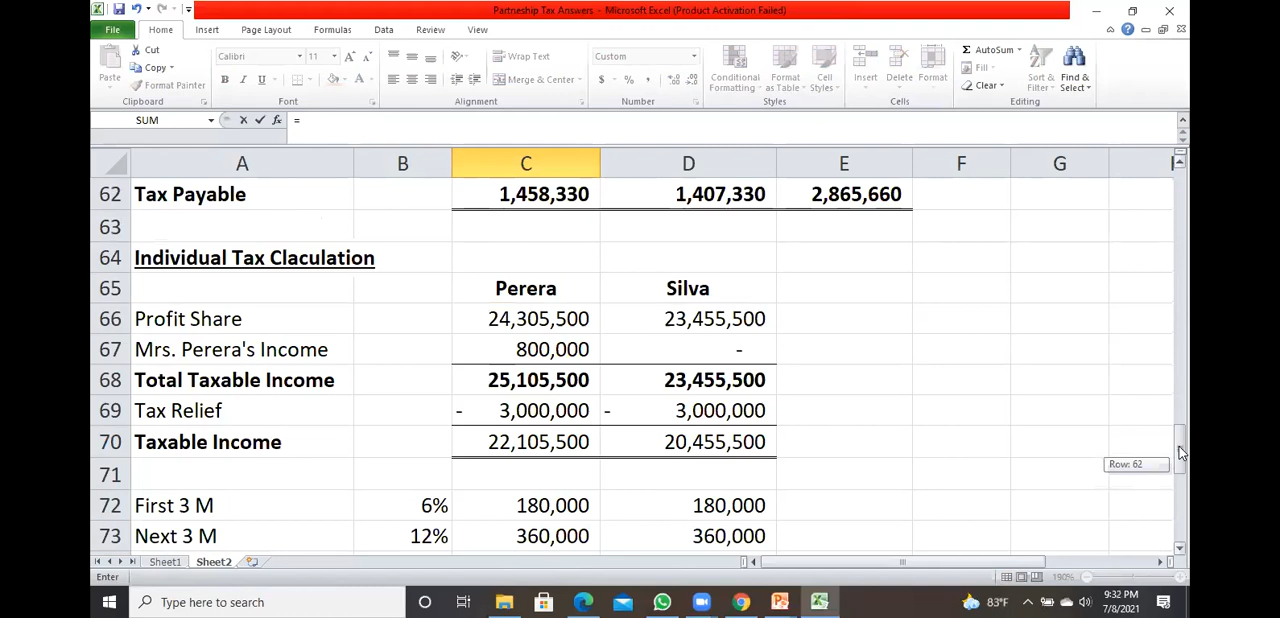 Partneship Tax Answers - Microsoft Excel (Product Activation Failed)
File Home Insert Page Layout Formulas Data Review View
Paste Cut Copy Format Painter Calibri 11 B I U Wrap Text Merge & Center Custom $ % , Conditional Formatting Format as Table Cell Styles Insert Delete Format AutoSum Fill Clear Sort & Filter Find & Select
Clipboard Font Alignment Number Styles Cells Editing
SUM fx =
A B C D E F G
62 Tax Payable 1,458,330 1,407,330 2,865,660
63
64 Individual Tax Claculation
65 Perera Silva
66 Profit Share 24,305,500 23,455,500
67 Mrs. Perera's Income 800,000 -
68 Total Taxable Income 25,105,500 23,455,500
69 Tax Relief - 3,000,000 - 3,000,000
70 Taxable Income 22,105,500 20,455,500
Row: 62
71
72 First 3 M 6% 180,000 180,000
73 Next 3 M 12% 360,000 360,000
Sheet1 Sheet2
Enter 190%
Type here to search 83°F 9:32 PM
7/8/2021